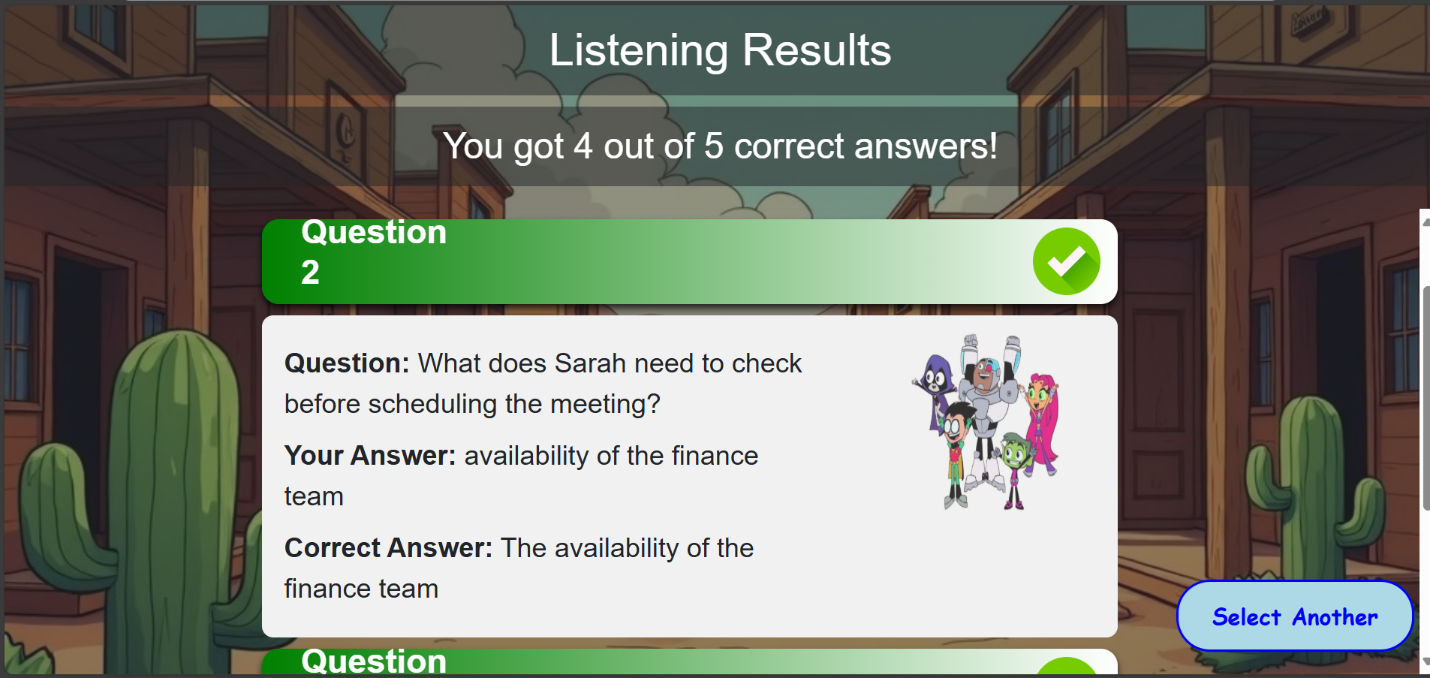 Listening Results
You got 4 out of 5 correct answers!
Question
2
Question: What does Sarah need to check
before scheduling the meeting?
Your Answer: availability of the finance
team
Correct Answer: The availability of the
finance team
Select Another
Question